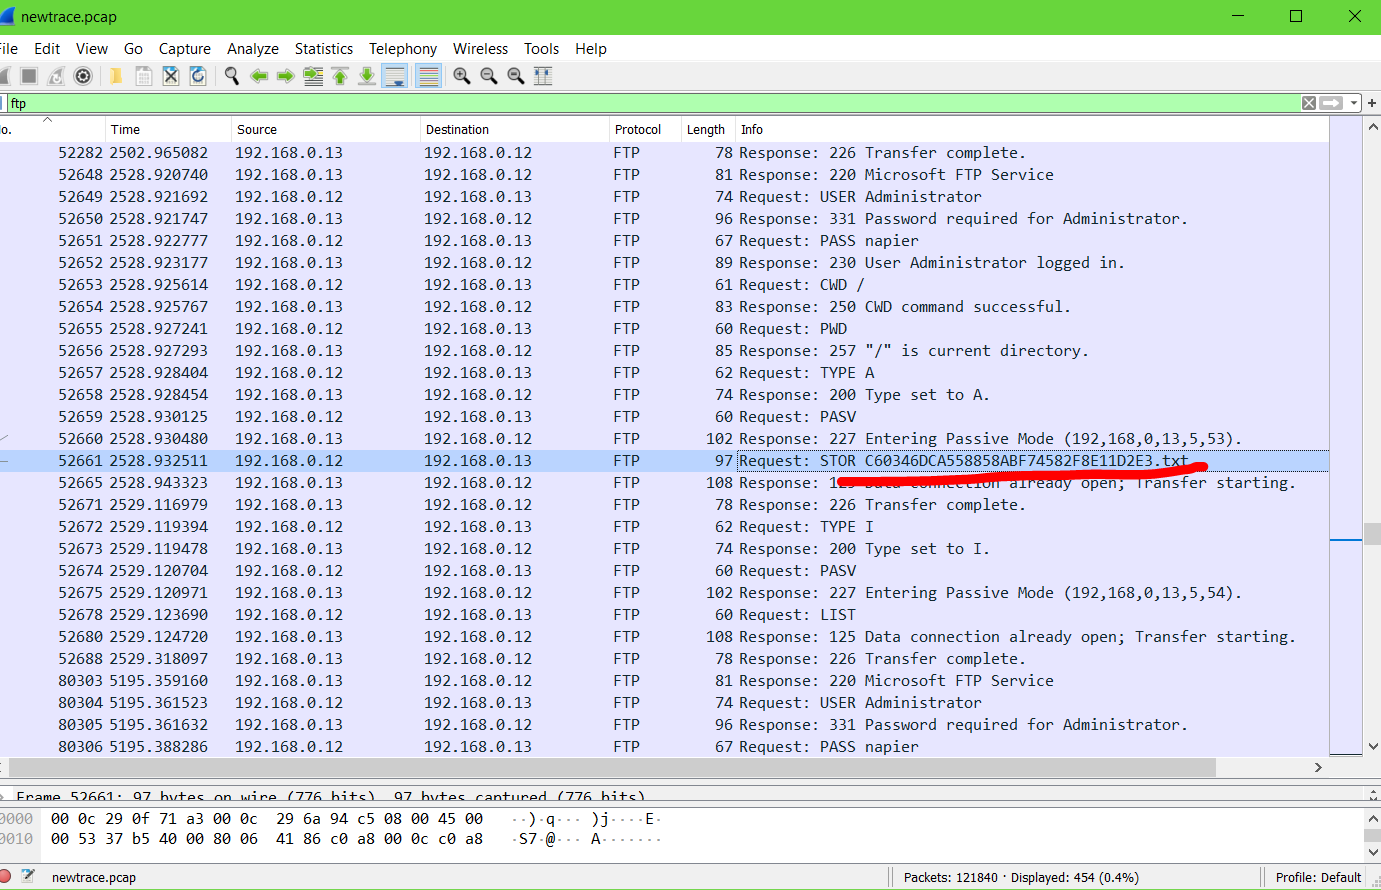 newtrace.pcap
File Edit View Go Capture Analyze Statistics Telephony Wireless Tools Help
ftp
No. Time Source Destination Protocol Length Info
52282 2502.965082 192.168.0.13 192.168.0.12 FTP 78 Response: 226 Transfer complete.
52648 2528.920740 192.168.0.13 192.168.0.12 FTP 81 Response: 220 Microsoft FTP Service
52649 2528.921692 192.168.0.12 192.168.0.13 FTP 74 Request: USER Administrator
52650 2528.921747 192.168.0.13 192.168.0.12 FTP 96 Response: 331 Password required for Administrator.
52651 2528.922777 192.168.0.12 192.168.0.13 FTP 67 Request: PASS napier
52652 2528.923177 192.168.0.13 192.168.0.12 FTP 89 Response: 230 User Administrator logged in.
52653 2528.925614 192.168.0.12 192.168.0.13 FTP 61 Request: CWD /
52654 2528.925767 192.168.0.13 192.168.0.12 FTP 83 Response: 250 CWD command successful.
52655 2528.927241 192.168.0.12 192.168.0.13 FTP 60 Request: PWD
52656 2528.927293 192.168.0.13 192.168.0.12 FTP 85 Response: 257 "/" is current directory.
52657 2528.928404 192.168.0.12 192.168.0.13 FTP 62 Request: TYPE A
52658 2528.928454 192.168.0.13 192.168.0.12 FTP 74 Response: 200 Type set to A.
52659 2528.930125 192.168.0.12 192.168.0.13 FTP 60 Request: PASV
52660 2528.930480 192.168.0.13 192.168.0.12 FTP 102 Response: 227 Entering Passive Mode (192,168,0,13,5,53).
52661 2528.932511 192.168.0.12 192.168.0.13 FTP 97 Request: STOR C60346DCA558858ABF74582F8E11D2E3.txt
52665 2528.943323 192.168.0.13 192.168.0.12 FTP 108 Response: 125 Data connection already open; Transfer starting.
52671 2529.116979 192.168.0.13 192.168.0.12 FTP 78 Response: 226 Transfer complete.
52672 2529.119394 192.168.0.12 192.168.0.13 FTP 62 Request: TYPE I
52673 2529.119478 192.168.0.13 192.168.0.12 FTP 74 Response: 200 Type set to I.
52674 2529.120704 192.168.0.12 192.168.0.13 FTP 60 Request: PASV
52675 2529.120971 192.168.0.13 192.168.0.12 FTP 102 Response: 227 Entering Passive Mode (192,168,0,13,5,54).
52678 2529.123690 192.168.0.12 192.168.0.13 FTP 60 Request: LIST
52680 2529.124720 192.168.0.13 192.168.0.12 FTP 108 Response: 125 Data connection already open; Transfer starting.
52688 2529.318097 192.168.0.13 192.168.0.12 FTP 78 Response: 226 Transfer complete.
80303 5195.359160 192.168.0.13 192.168.0.12 FTP 81 Response: 220 Microsoft FTP Service
80304 5195.361523 192.168.0.12 192.168.0.13 FTP 74 Request: USER Administrator
80305 5195.361632 192.168.0.13 192.168.0.12 FTP 96 Response: 331 Password required for Administrator.
80306 5195.388286 192.168.0.12 192.168.0.13 FTP 67 Request: PASS napier
Frame 52661: 97 bytes on wire (776 bits), 97 bytes captured (776 bits)
0000 00 0c 29 0f 71 a3 00 0c 29 6a 94 c5 08 00 45 00 ··)·q··· )j····E·
0010 00 53 37 b5 40 00 80 06 41 86 c0 a8 00 0c c0 a8 ·S7·@··· A·······
newtrace.pcap Packets: 121840 · Displayed: 454 (0.4%) Profile: Default